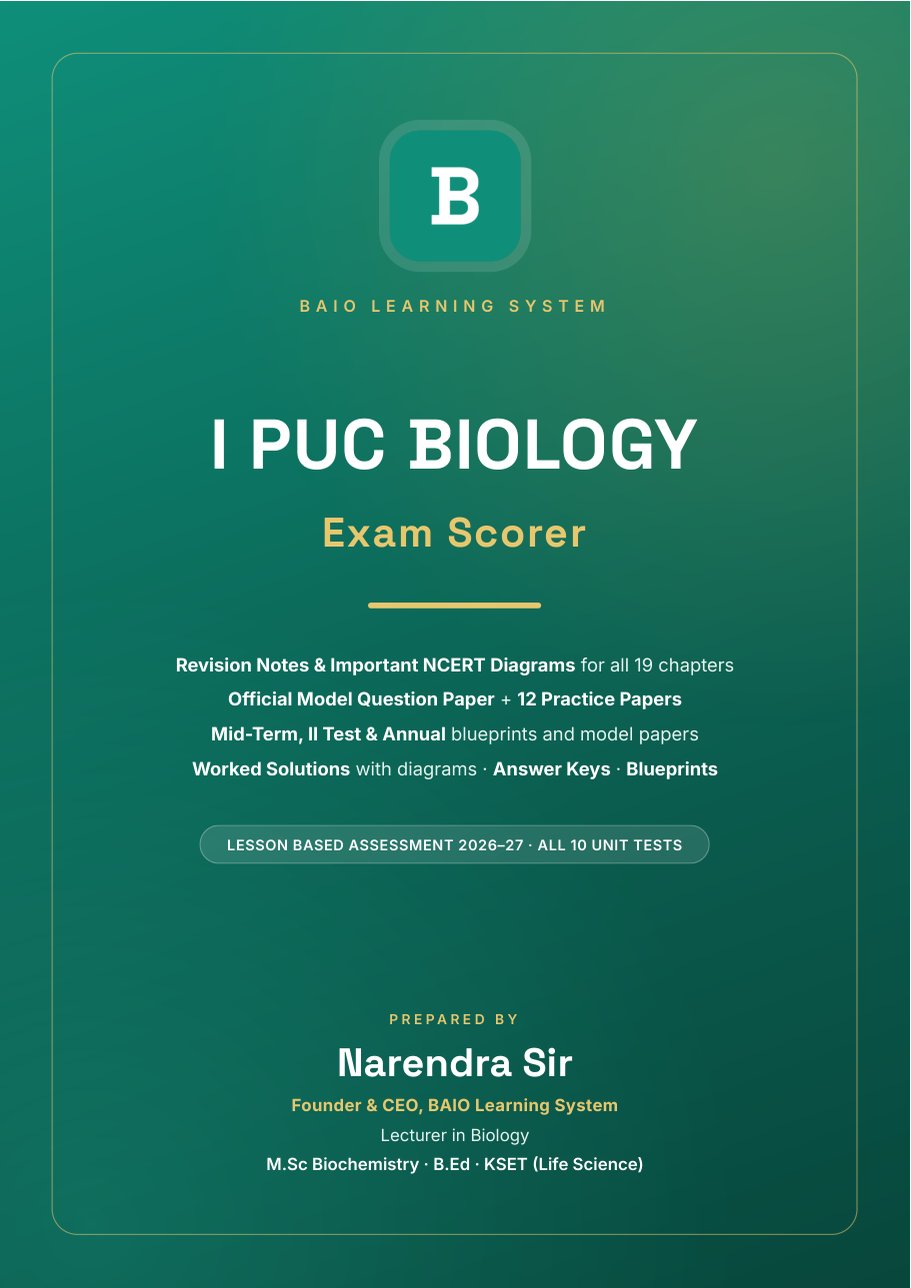 B
BAIO LEARNING SYSTEM
I PUC BIOLOGY
Exam Scorer
Revision Notes & Important NCERT Diagrams for all 19 chapters
Official Model Question Paper + 12 Practice Papers
Mid-Term, II Test & Annual blueprints and model papers
Worked Solutions with diagrams · Answer Keys · Blueprints
LESSON BASED ASSESSMENT 2026–27 · ALL 10 UNIT TESTS
PREPARED BY
Narendra Sir
Founder & CEO, BAIO Learning System
Lecturer in Biology
M.Sc Biochemistry · B.Ed · KSET (Life Science)